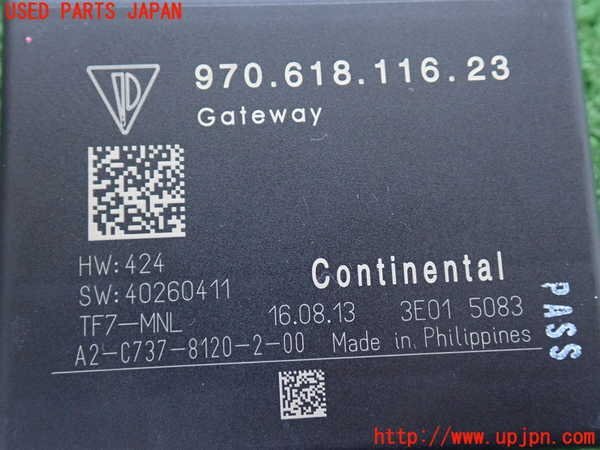 USED PARTS JAPAN
970.618.116.23
Gateway
HW:424
SW:40260411
Continental
TF7-MNL 16.08.13 3E01 5083
A2-C737-8120-2-00 Made in Philippines
PASS
http://www.upjpn.com/